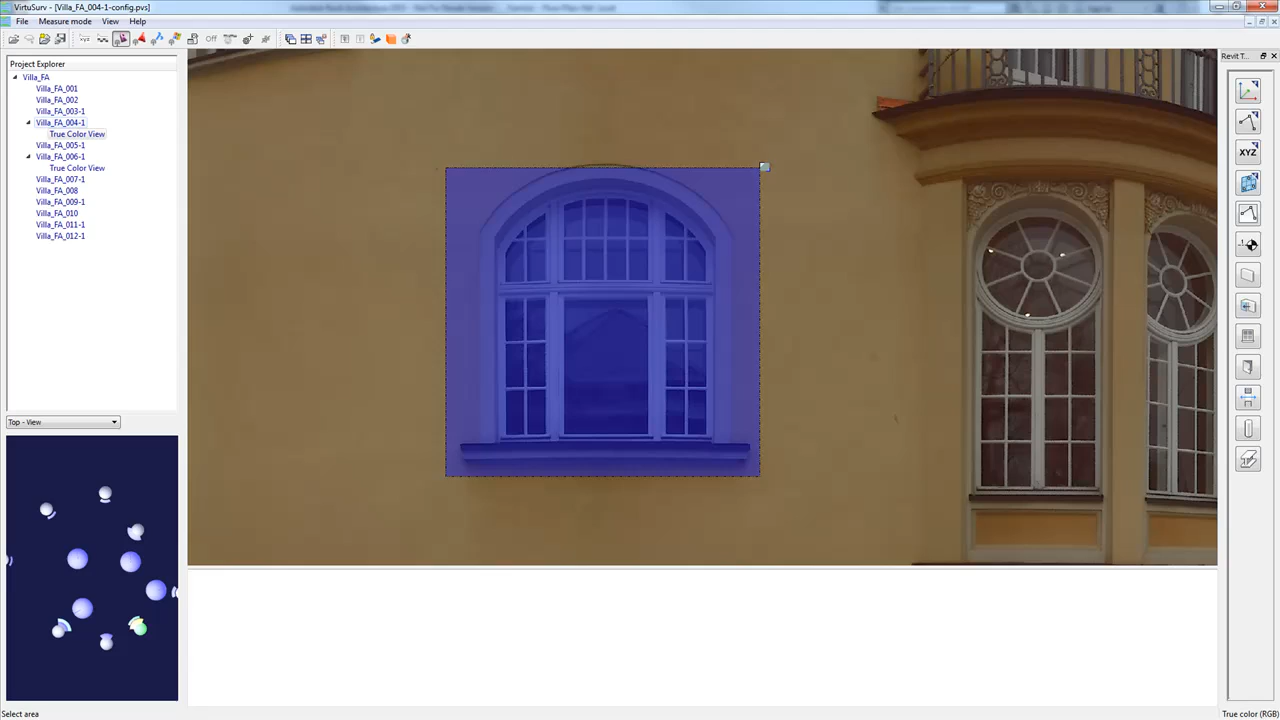 VirtuSurv - [Villa_FA_004-1-config.pvs]
File Measure mode View Help
Off
Project Explorer
Villa_FA
Villa_FA_001
Villa_FA_002
Villa_FA_003-1
Villa_FA_004-1
True Color View
Villa_FA_005-1
Villa_FA_006-1
True Color View
Villa_FA_007-1
Villa_FA_008
Villa_FA_009-1
Villa_FA_010
Villa_FA_011-1
Villa_FA_012-1
Top - View
Revit T...
XYZ
-1
Select area
True color (RGB)